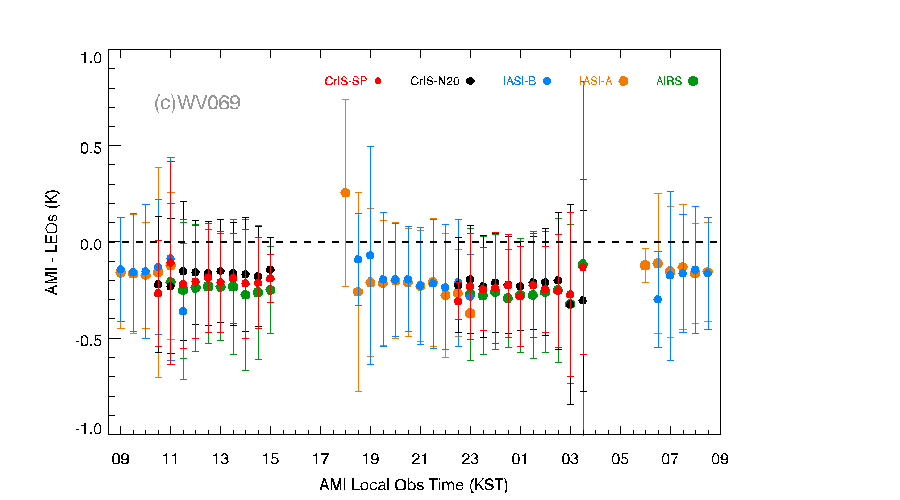 1.0
CrIS-SP CrIS-N20 IASI-B IASI-A AIRS
(c)WV069
0.5
0.0
-0.5
-1.0
AMI - LEOs (K)
09 11 13 15 17 19 21 23 01 03 05 07 09
AMI Local Obs Time (KST)